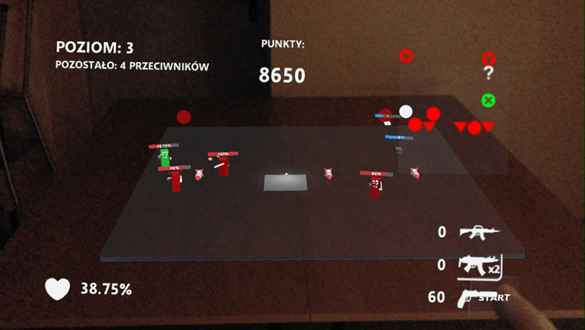 POZIOM: 3
POZOSTAŁO: 4 PRZECIWNIKÓW
PUNKTY:
8650
?
38.75%
0
0 x2
60 START